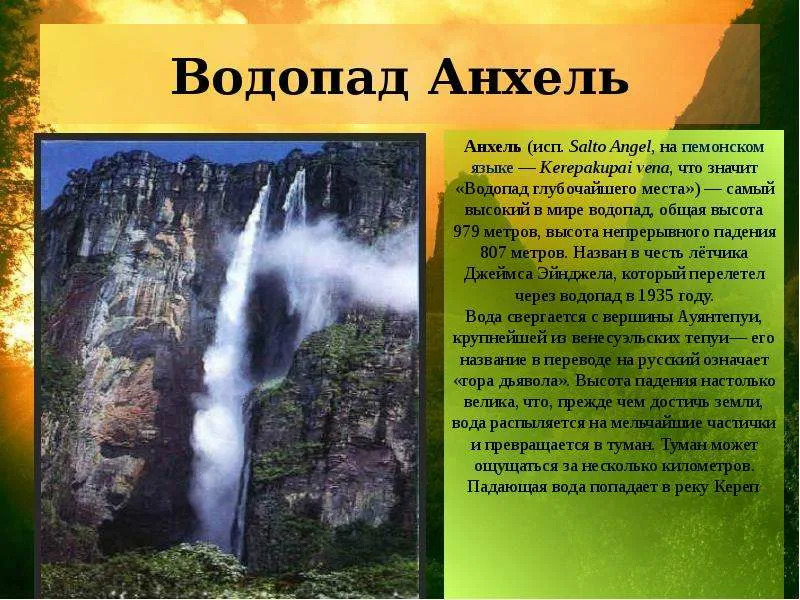 Водопад Анхель
Анхель (исп. Salto Angel, на пемонском
языке — Kerepakupai vena, что значит
«Водопад глубочайшего места») — самый
высокий в мире водопад, общая высота
979 метров, высота непрерывного падения
807 метров. Назван в честь лётчика
Джеймса Эйнджела, который перелетел
через водопад в 1935 году.
Вода свергается с вершины Ауянтепуи,
крупнейшей из венесуэльских тепуи— его
название в переводе на русский означает
«гора дьявола». Высота падения настолько
велика, что, прежде чем достичь земли,
вода распыляется на мельчайшие частички
и превращается в туман. Туман может
ощущаться за несколько километров.
Падающая вода попадает в реку Кереп